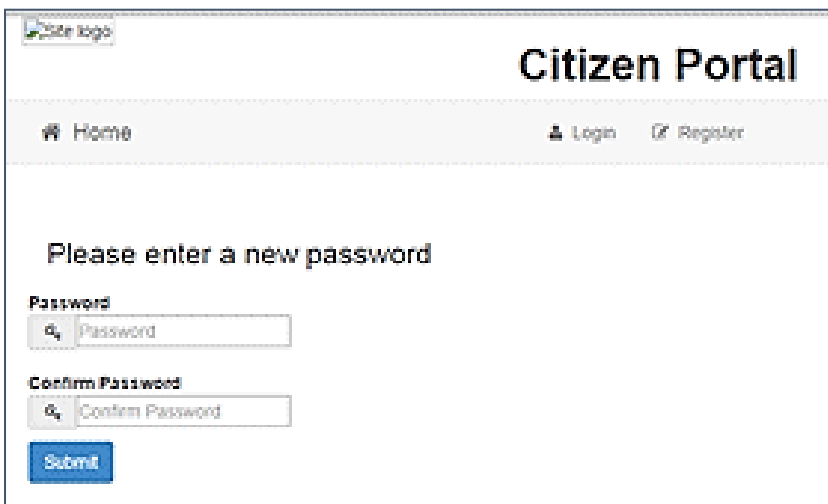 Site logo
Citizen Portal
Home
Login
Register
Please enter a new password
Password
Password
Confirm Password
Confirm Password
Submit